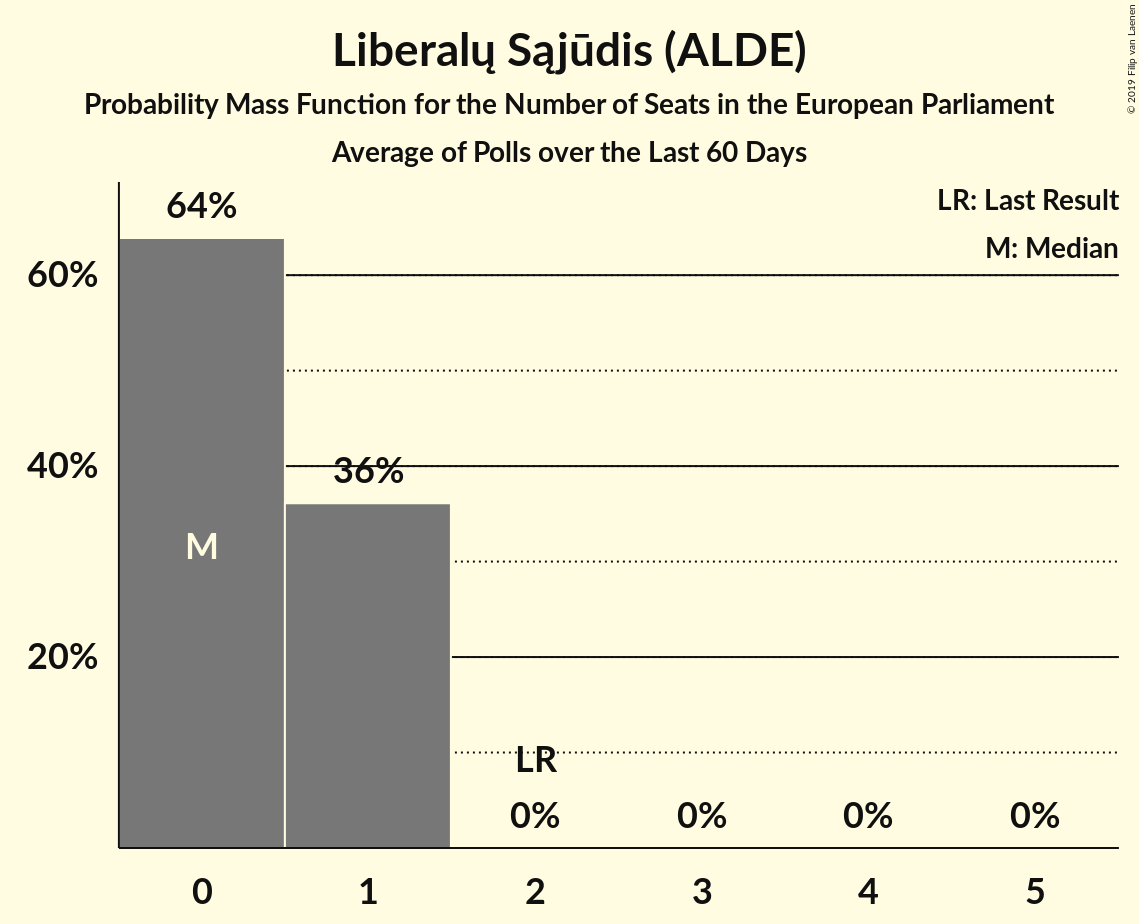 Liberalų Sąjūdis (ALDE)
Probability Mass Function for the Number of Seats in the European Parliament
Average of Polls over the Last 60 Days
© 2019 Filip van Laenen
LR: Last Result
M: Median
64%
60%
36%
40%
M
20%
LR
0% 0% 0% 0%
0 1 2 3 4 5